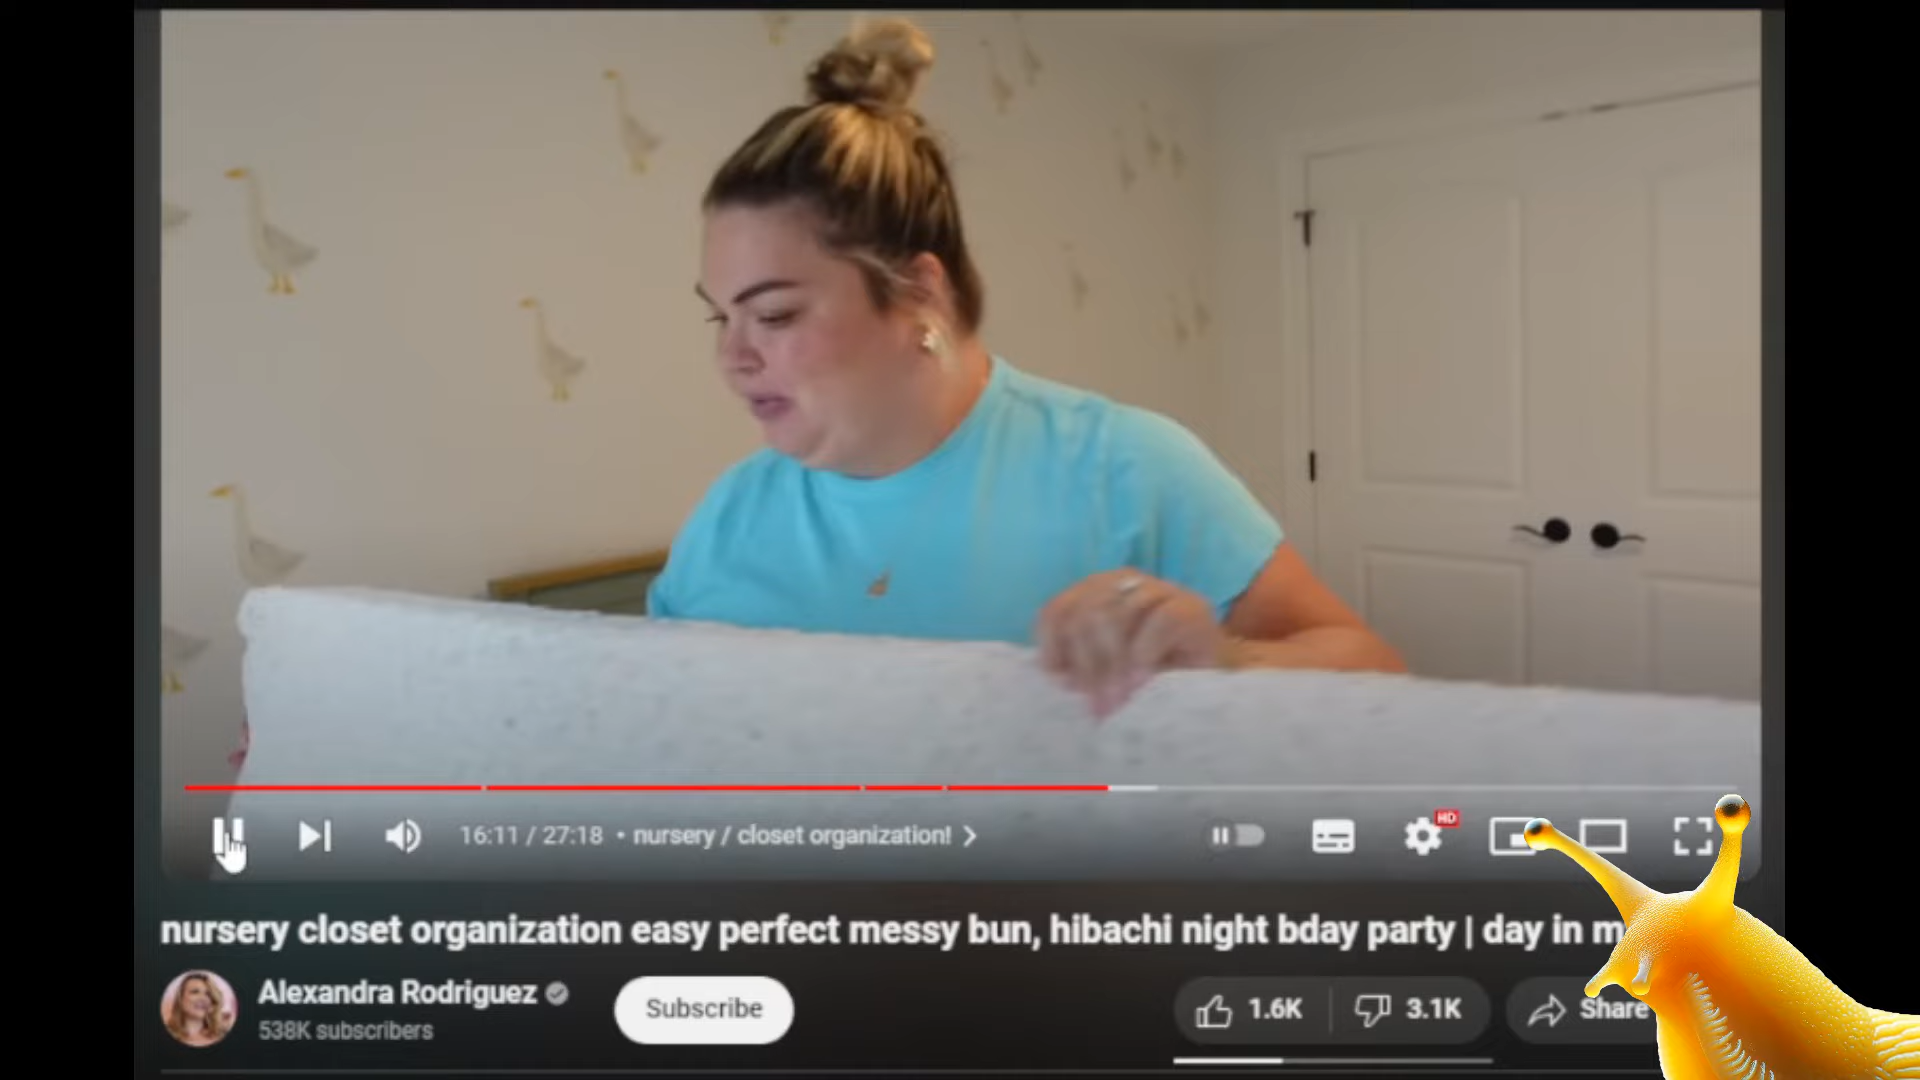 16:11 / 27:18 • nursery / closet organization!
HD
nursery closet organization easy perfect messy bun, hibachi night bday party | day in m
Alexandra Rodriguez
538K subscribers
Subscribe
1.6K
3.1K
Share